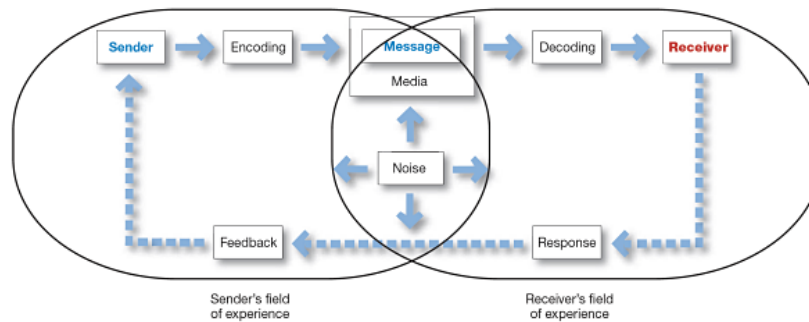 Sender
Encoding
Message
Media
Decoding
Receiver
Noise
Feedback
Response
Sender's field
of experience
Receiver's field
of experience